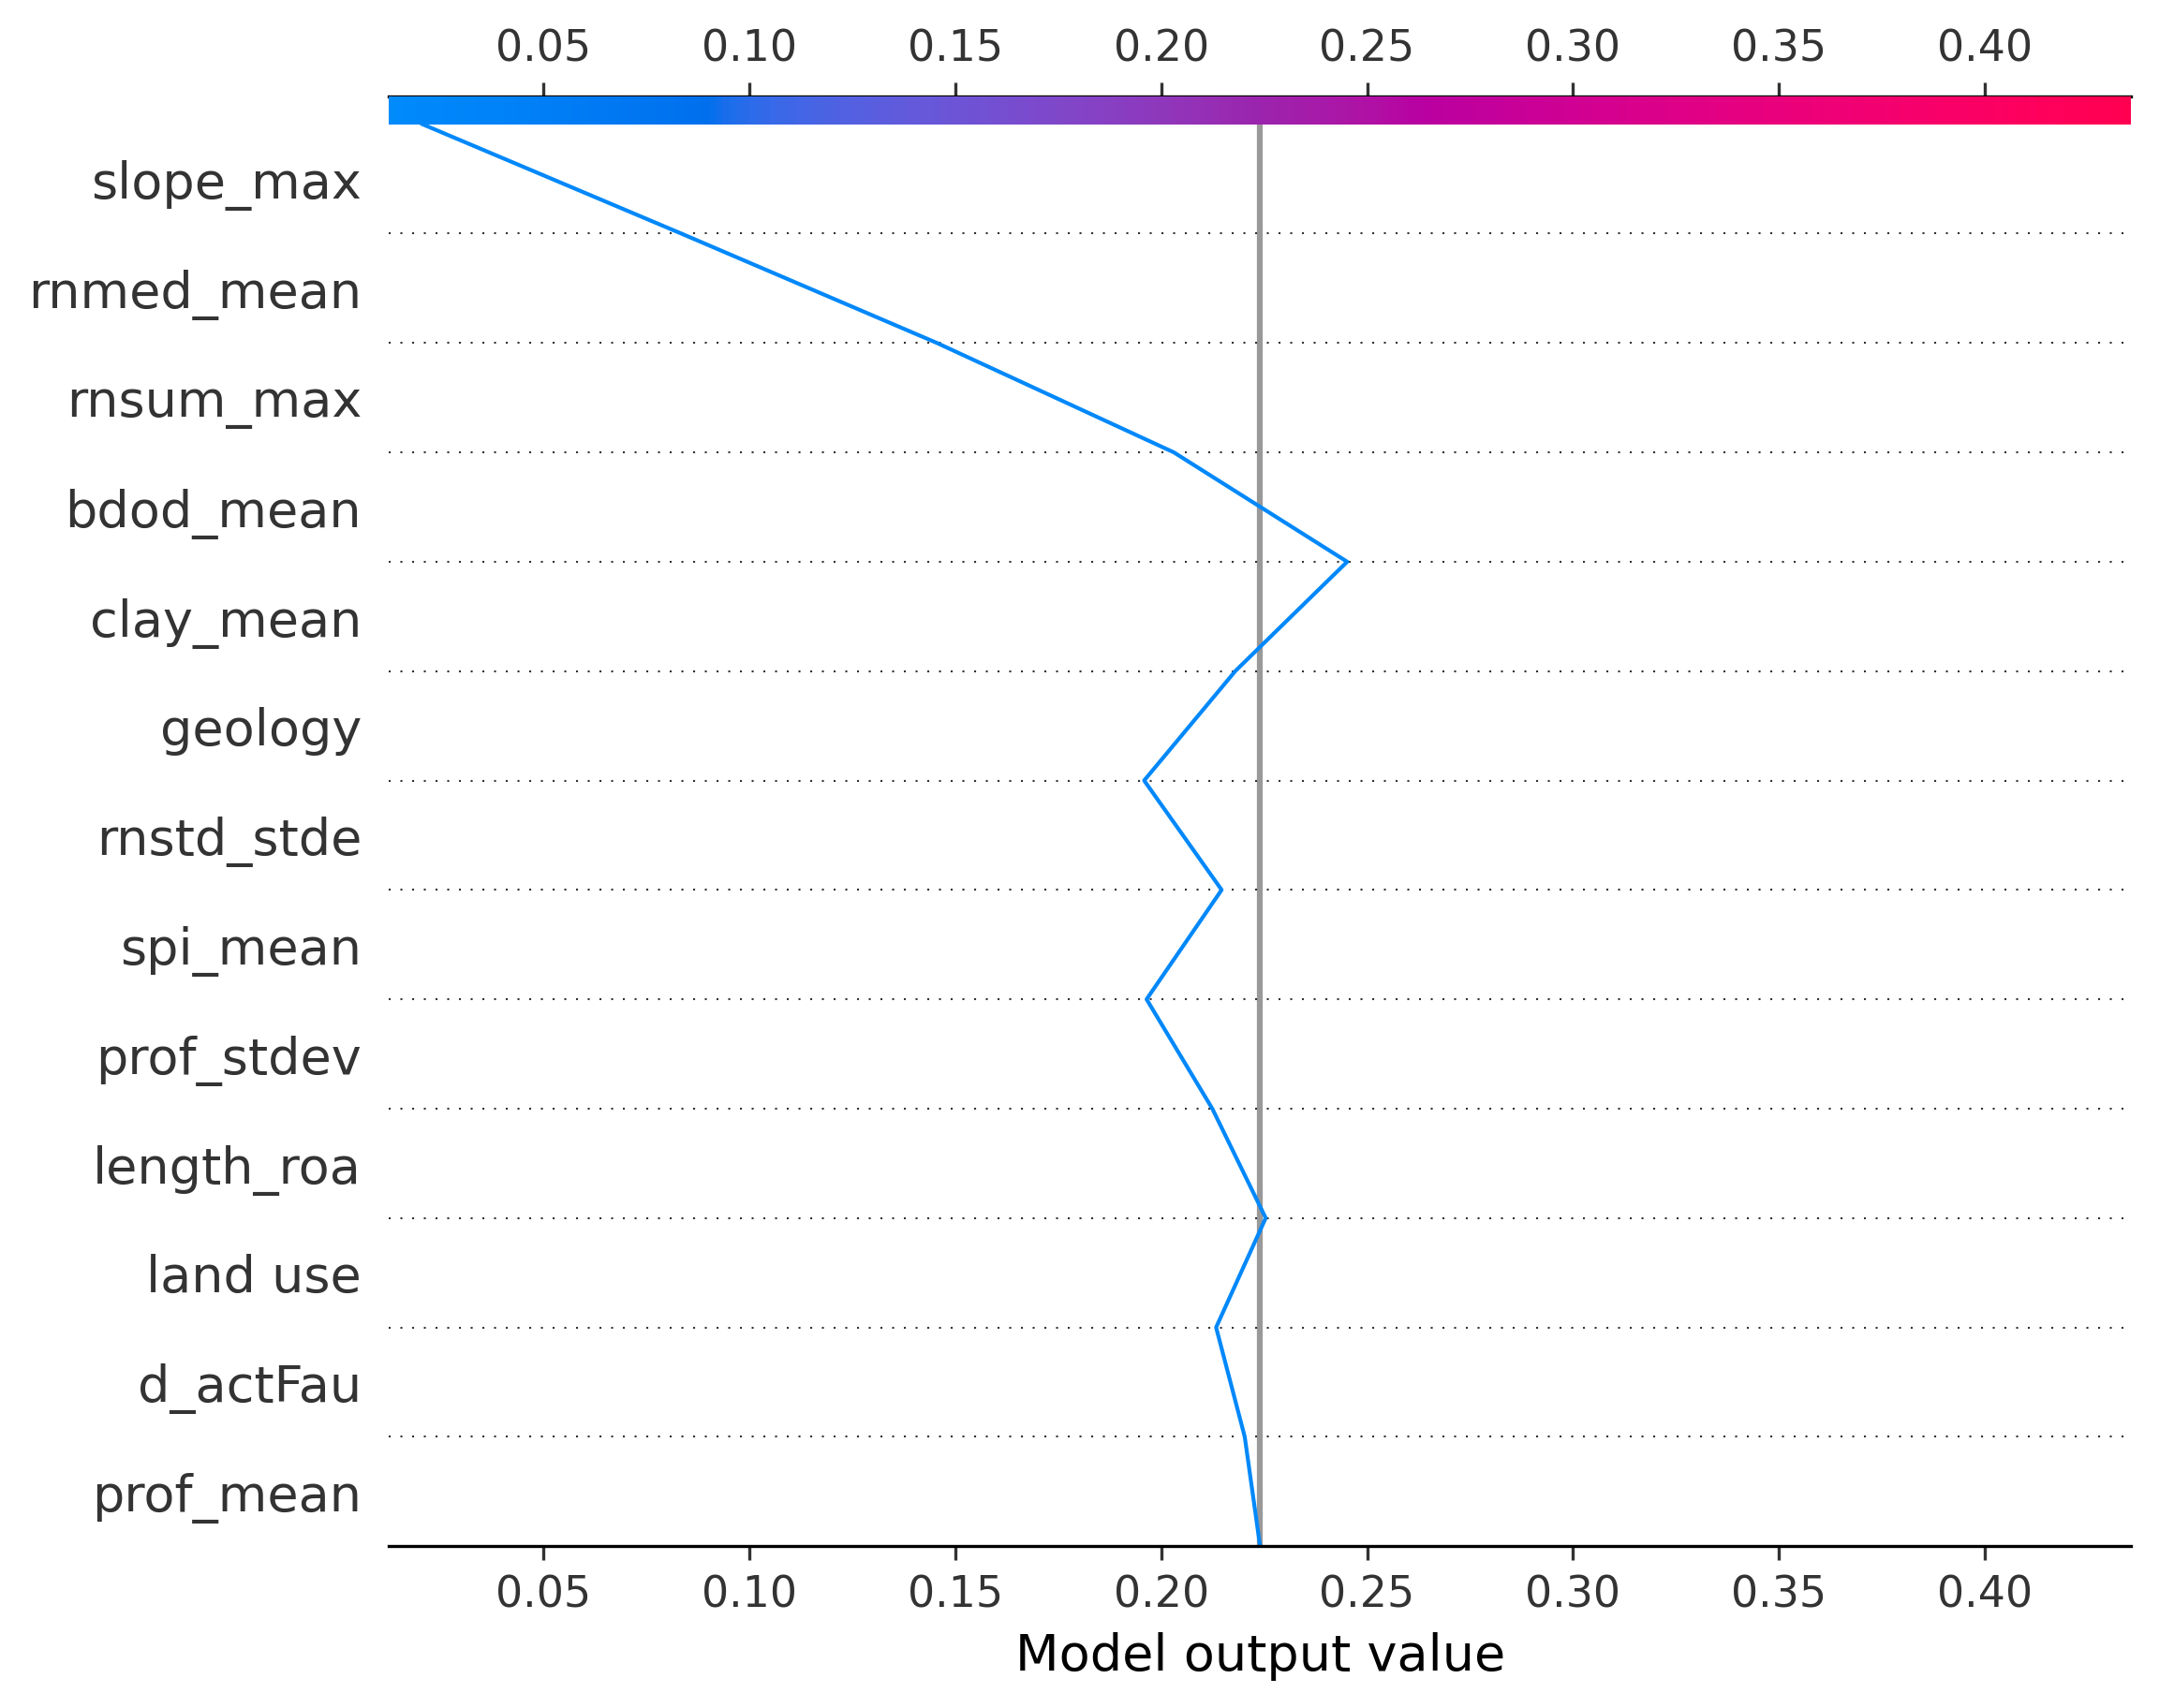 0.05 0.10 0.15 0.20 0.25 0.30 0.35 0.40
slope_max
rnmed_mean
rnsum_max
bdod_mean
clay_mean
geology
rnstd_stde
spi_mean
prof_stdev
length_roa
land use
d_actFau
prof_mean
0.05 0.10 0.15 0.20 0.25 0.30 0.35 0.40
Model output value